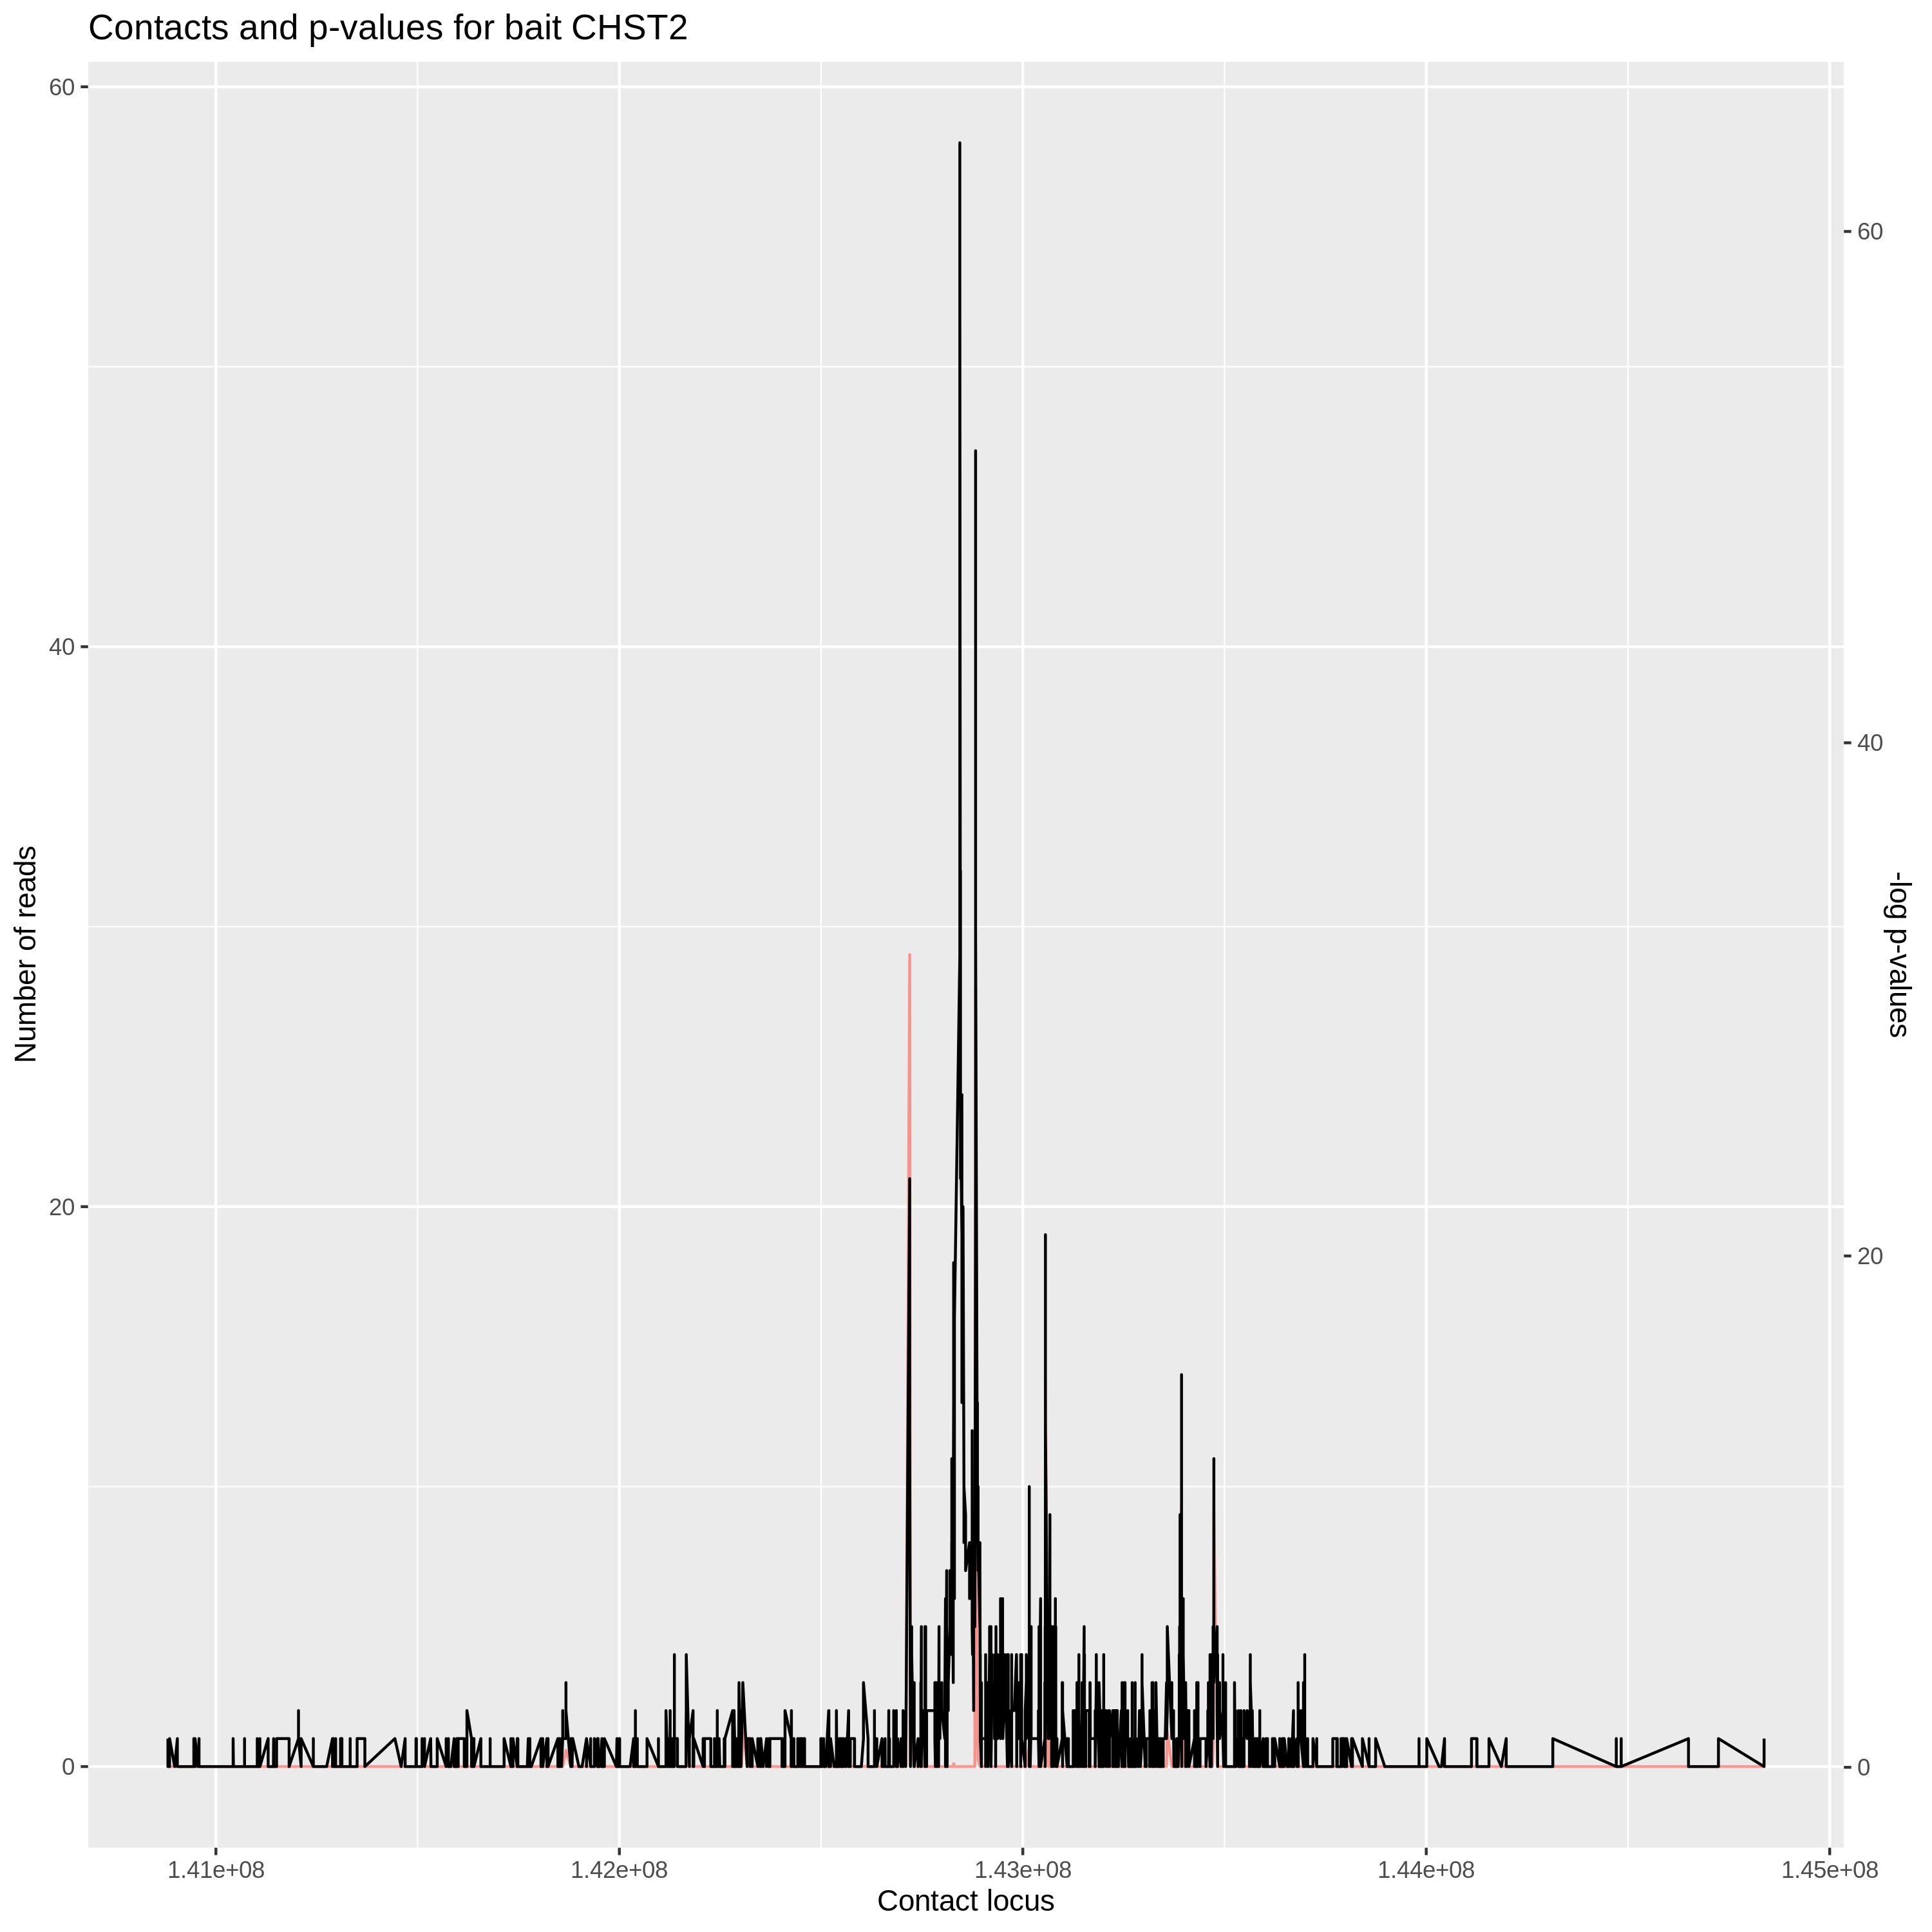 Contacts and p-values for bait CHST2
60
40
20
0
Number of reads
60
40
20
0
-log p-values
1.41e+08
1.42e+08
1.43e+08
1.44e+08
1.45e+08
Contact locus